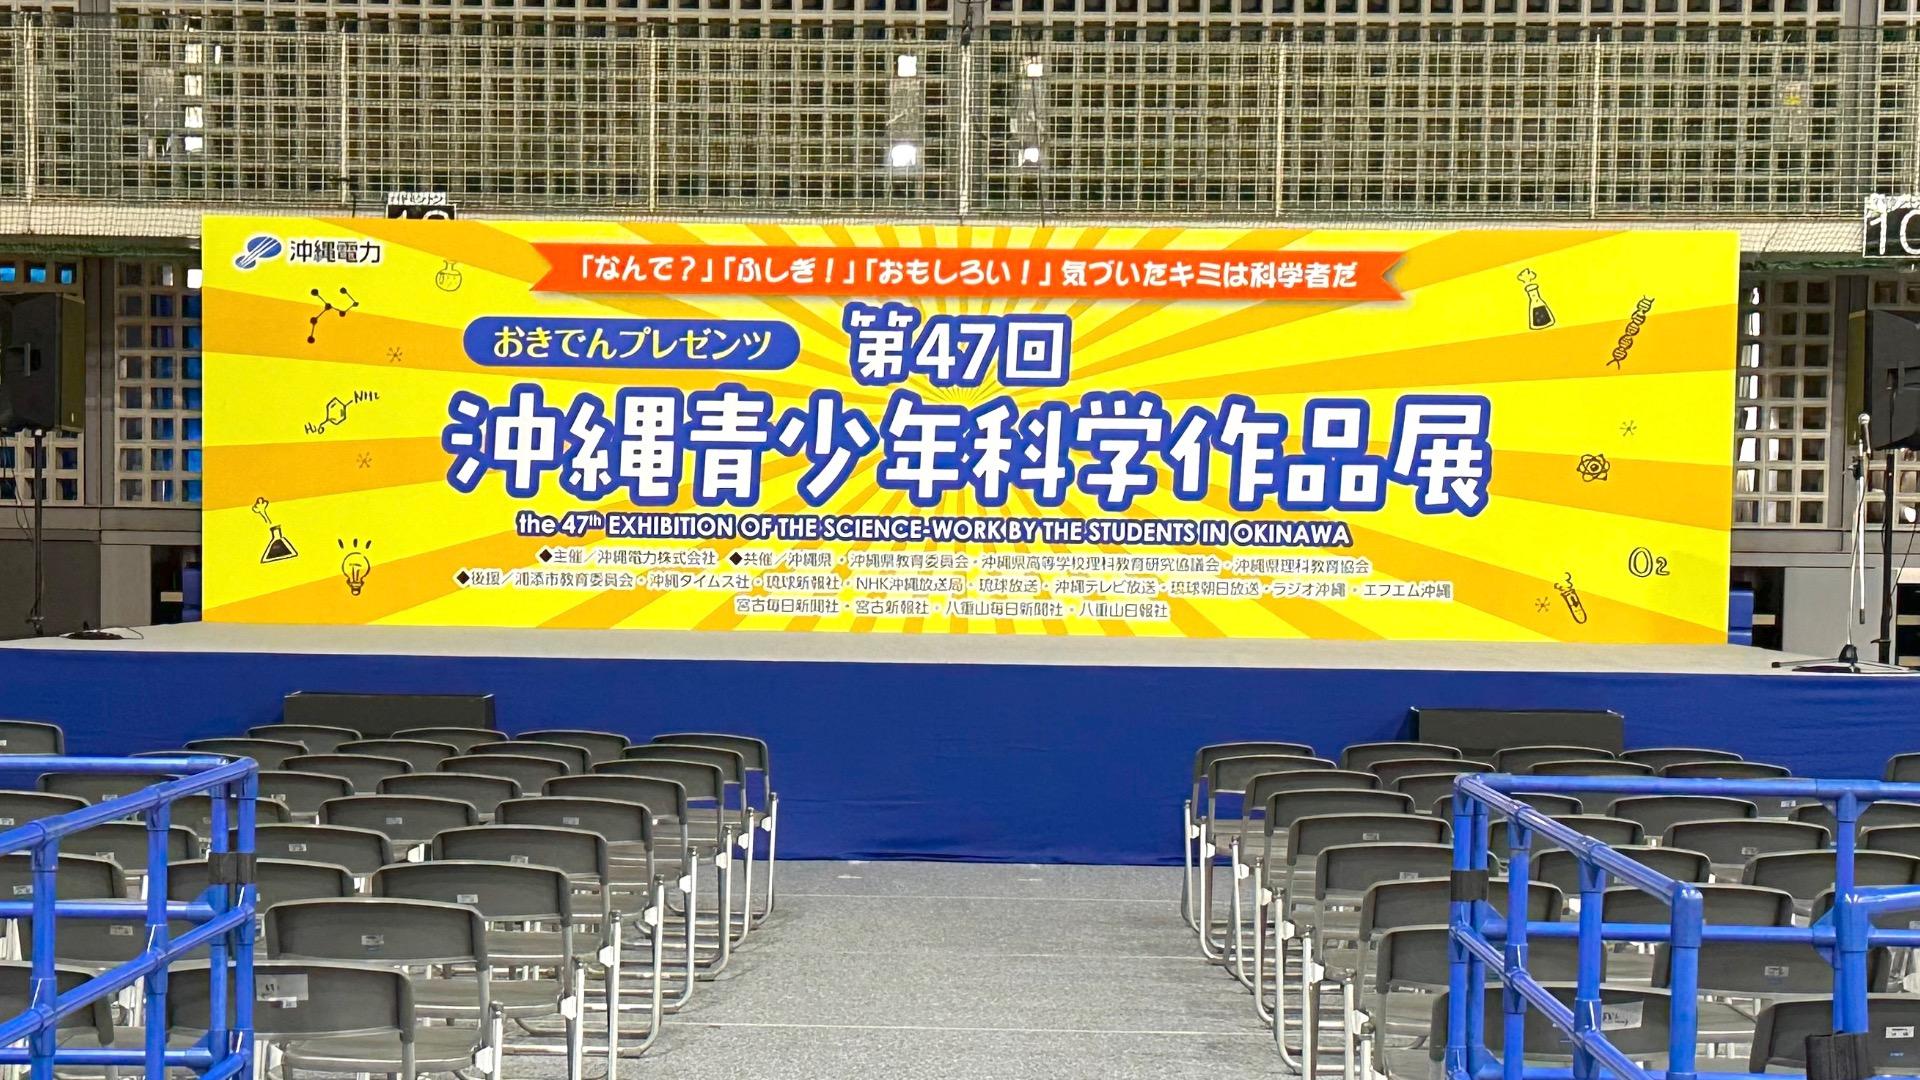 沖縄電力
「なんで？」「ふしぎ！」「おもしろい！」気づいたキミは科学者だ
おきでんプレゼンツ 第47回
沖縄青少年科学作品展
the 47th EXHIBITION OF THE SCIENCE-WORK BY THE STUDENTS IN OKINAWA
◆主催／沖縄電力株式会社 ◆共催／沖縄県・沖縄県教育委員会・沖縄県高等学校理科教育研究協議会・沖縄県理科教育協会
◆後援／浦添市教育委員会・沖縄タイムス社・琉球新報社・NHK沖縄放送局・琉球放送・沖縄テレビ放送・琉球朝日放送・ラジオ沖縄・エフエム沖縄
宮古毎日新聞社・宮古新報社・八重山毎日新聞社・八重山日報社
NH2
H3C
O2
10